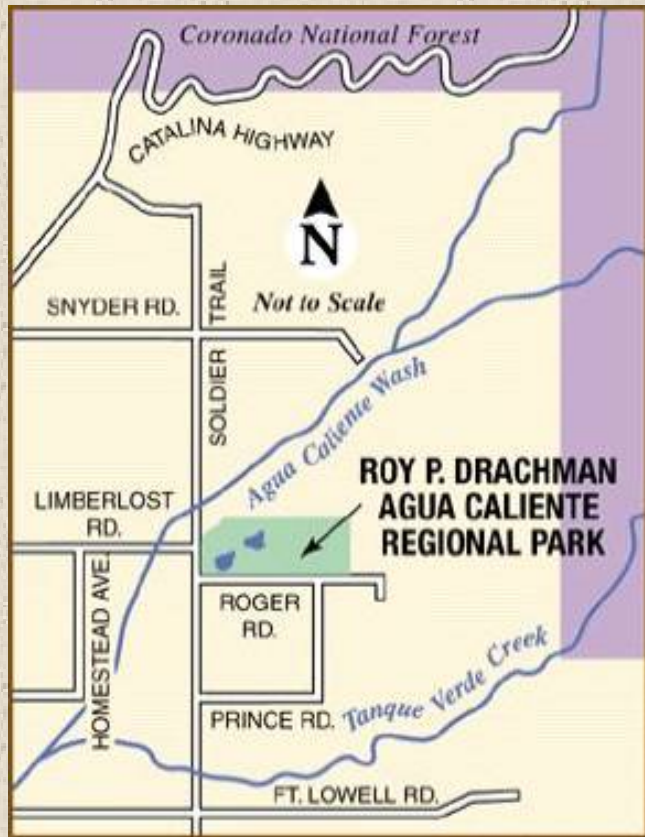 Coronado National Forest
CATALINA HIGHWAY
N
Not to Scale
SNYDER RD.
SOLDIER TRAIL
Agua Caliente Wash
ROY P. DRACHMAN
AGUA CALIENTE
REGIONAL PARK
LIMBERLOST
RD.
HOMESTEAD AVE.
ROGER
RD.
PRINCE RD.
Tanque Verde Creek
FT. LOWELL RD.